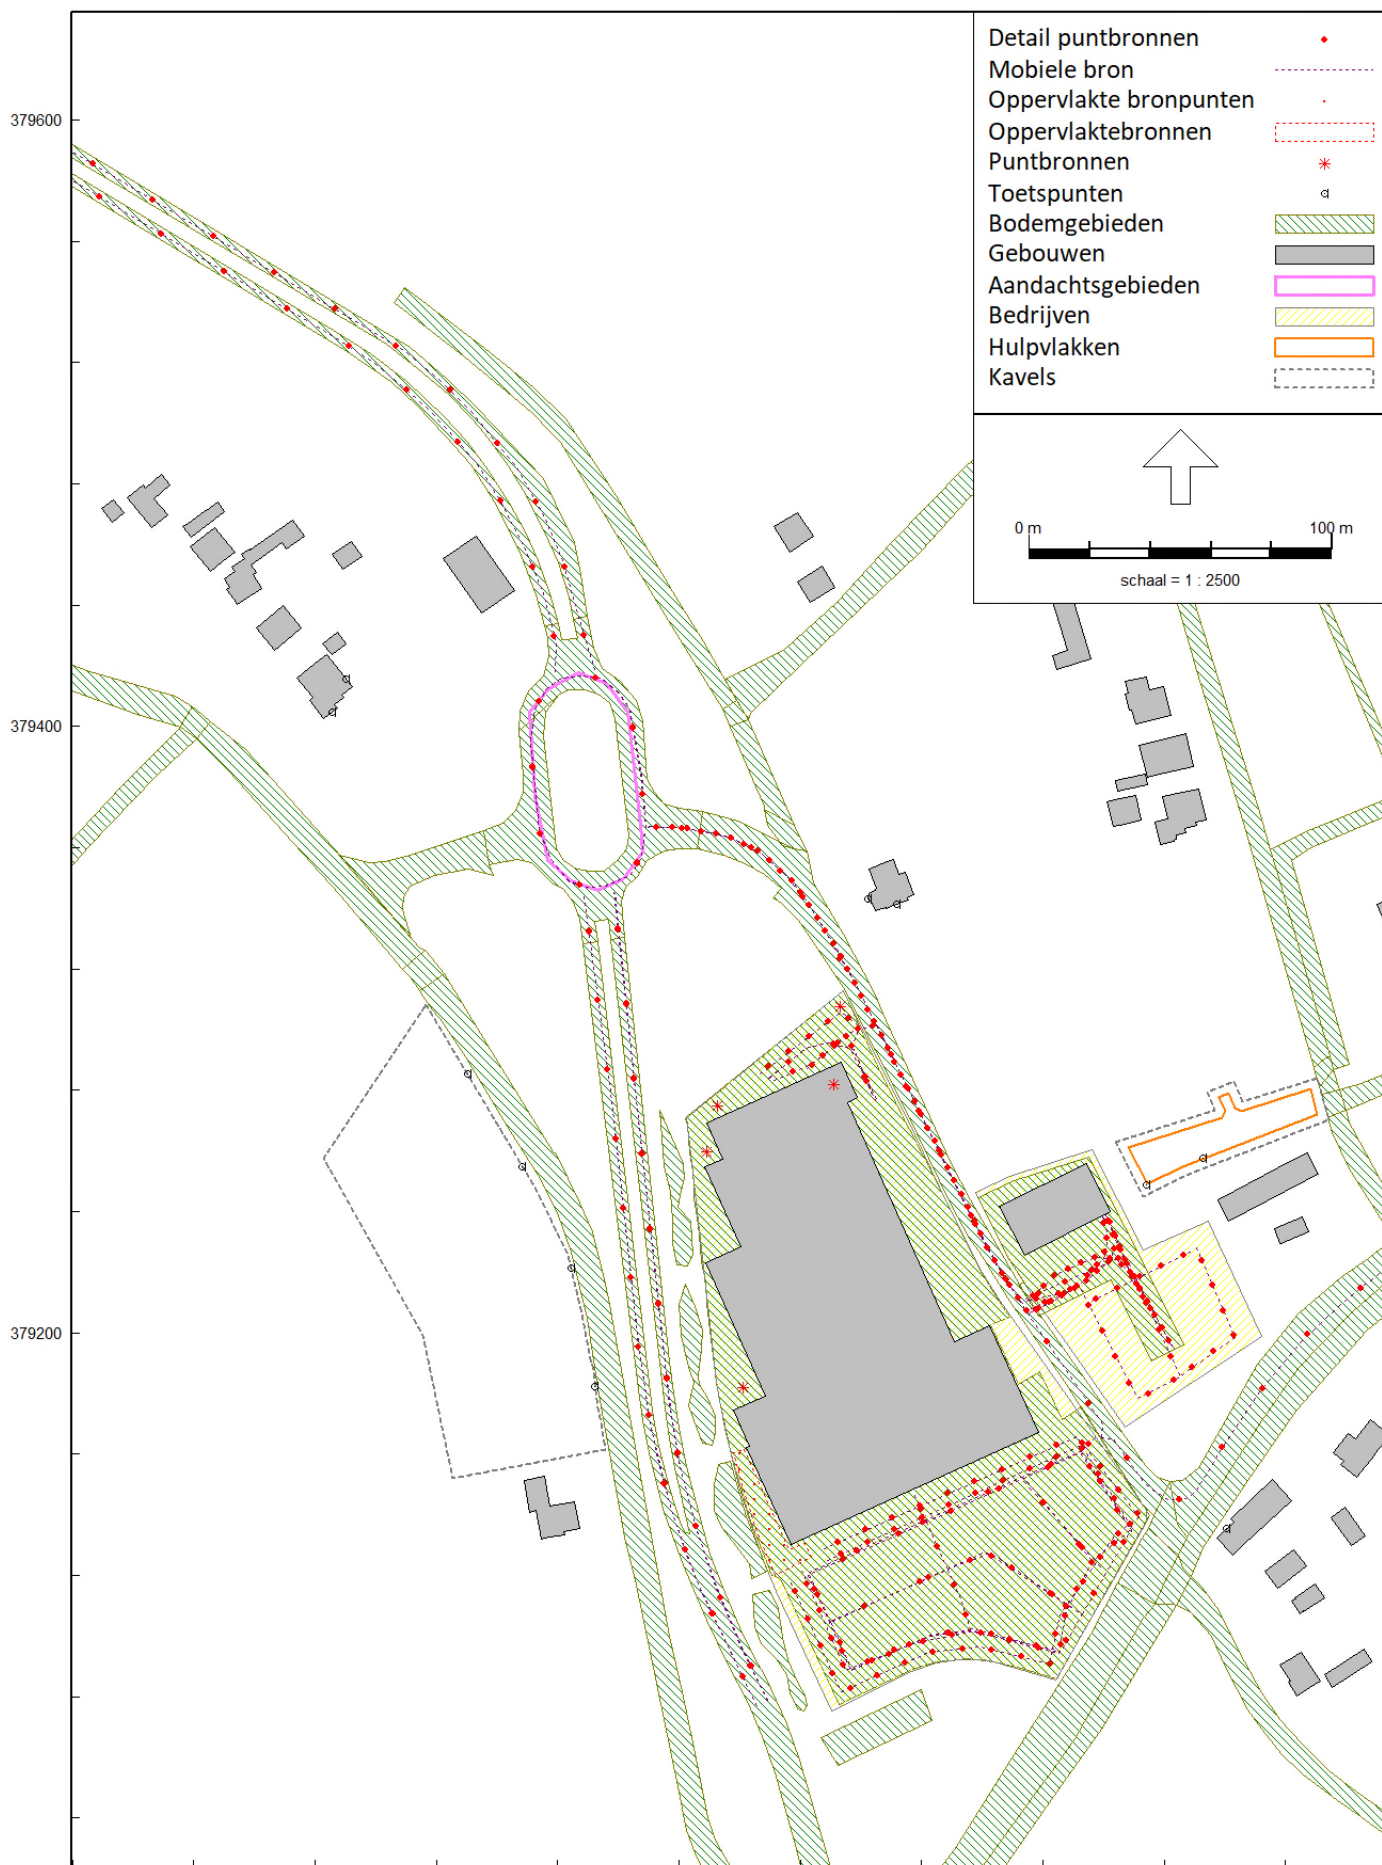 Detail puntbronnen
Mobiele bron
Oppervlakte bronpunten
Oppervlaktebronnen
Puntbronnen
Toetspunten
Bodemgebieden
Gebouwen
Aandachtsgebieden
Bedrijven
Hulpvlakken
Kavels
0 m 100 m
schaal = 1 : 2500
379600
379400
379200